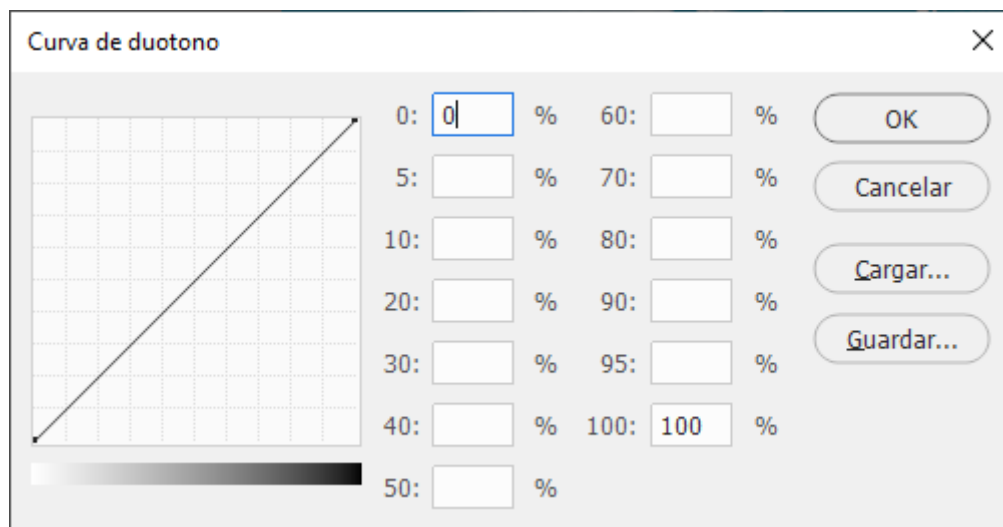 Curva de duotono
0: 0 % 60: % OK
5: % 70: % Cancelar
10: % 80: %
20: % 90: % Cargar...
30: % 95: % Guardar...
40: % 100: 100 %
50: %